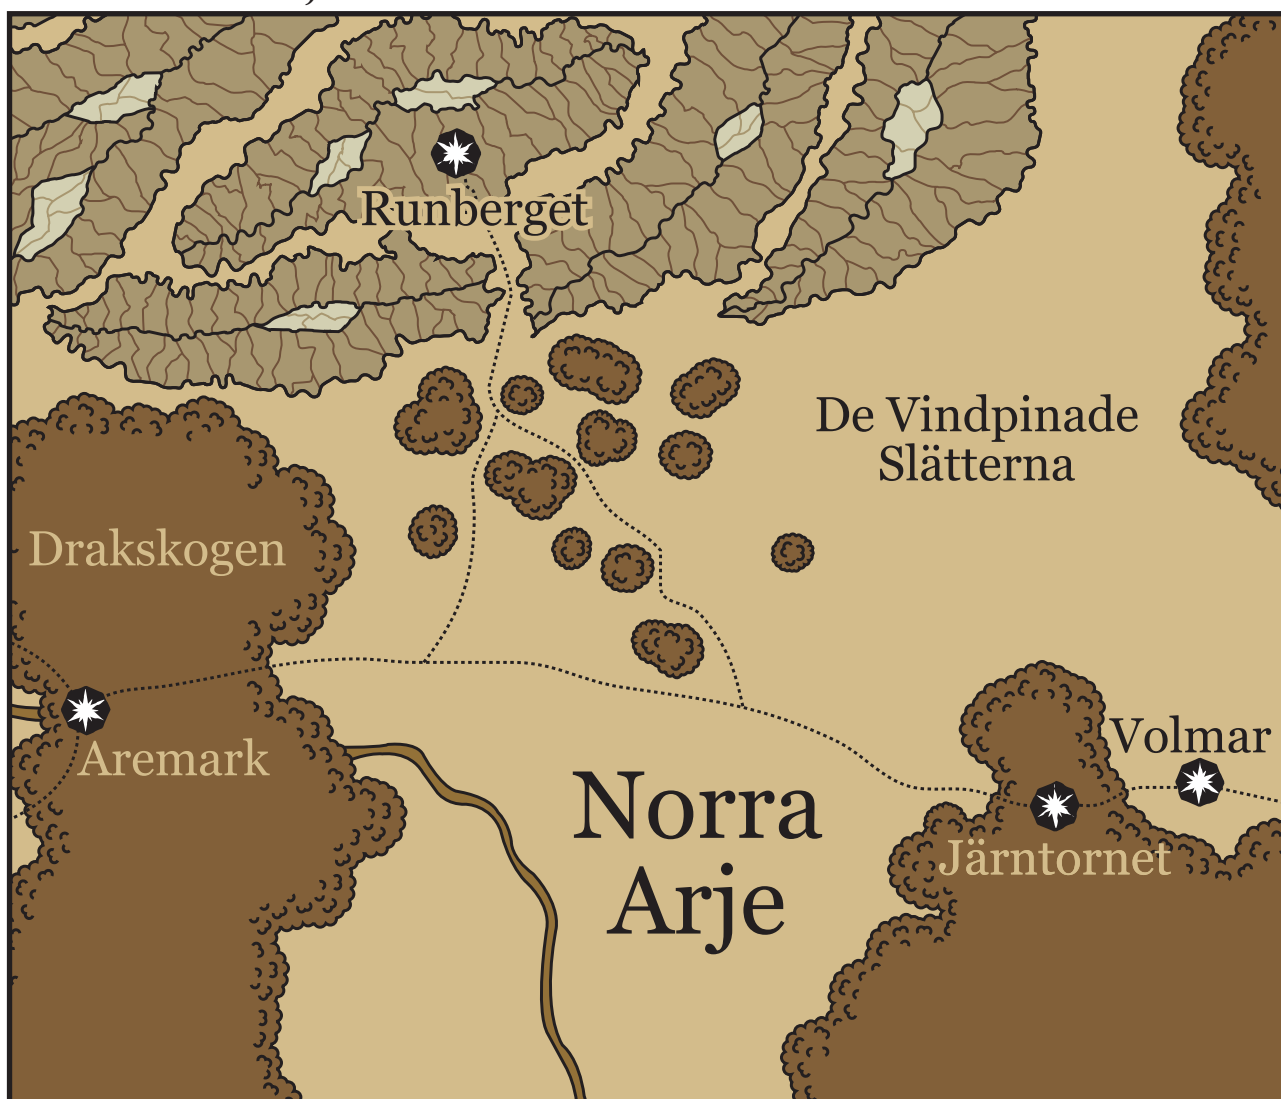 Runberget
De Vindpinade
Slätterna
Drakskogen
Volmar
Aremark
Norra
Arje
Järntornet